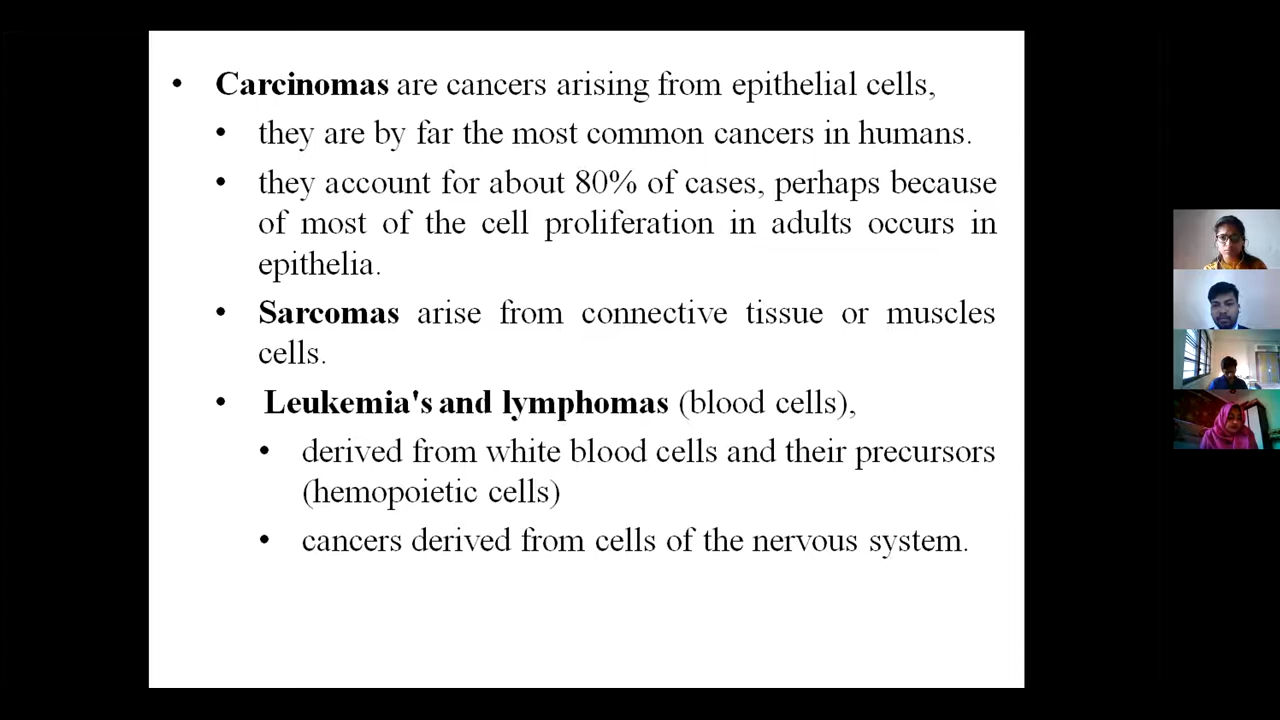 • Carcinomas are cancers arising from epithelial cells,
• they are by far the most common cancers in humans.
• they account for about 80% of cases, perhaps because
of most of the cell proliferation in adults occurs in
epithelia.
• Sarcomas arise from connective tissue or muscles
cells.
• Leukemia's and lymphomas (blood cells),
• derived from white blood cells and their precursors
(hemopoietic cells)
• cancers derived from cells of the nervous system.